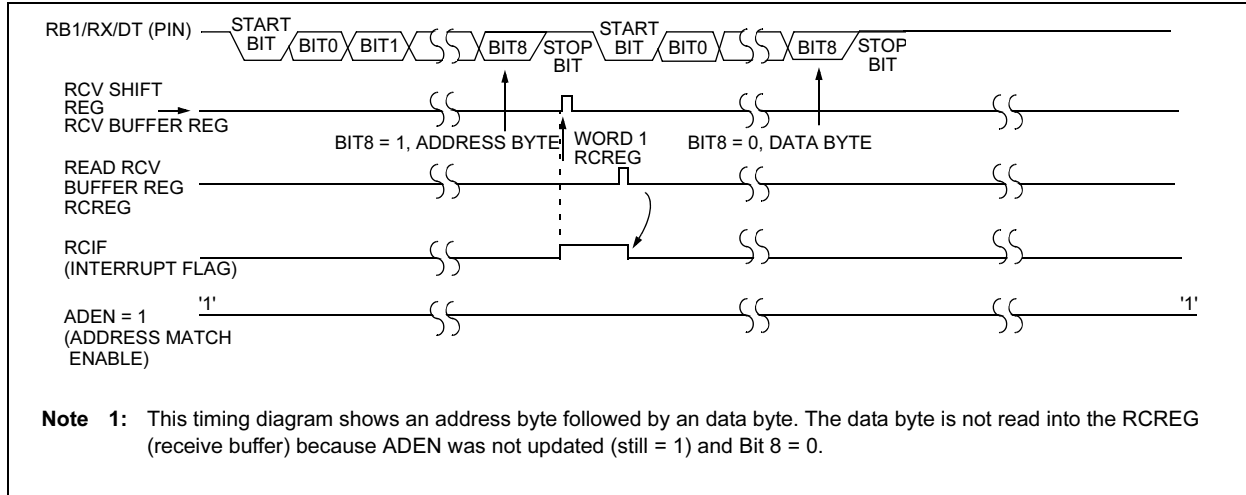 RB1/RX/DT (PIN)
START BIT
BIT0
BIT1
BIT8
STOP BIT
START BIT
BIT0
BIT8
STOP BIT
RCV SHIFT
REG
RCV BUFFER REG
BIT8 = 1, ADDRESS BYTE
WORD 1
RCREG
BIT8 = 0, DATA BYTE
READ RCV
BUFFER REG
RCREG
RCIF
(INTERRUPT FLAG)
'1'
'1'
ADEN = 1
(ADDRESS MATCH
ENABLE)
Note 1: This timing diagram shows an address byte followed by an data byte. The data byte is not read into the RCREG
(receive buffer) because ADEN was not updated (still = 1) and Bit 8 = 0.